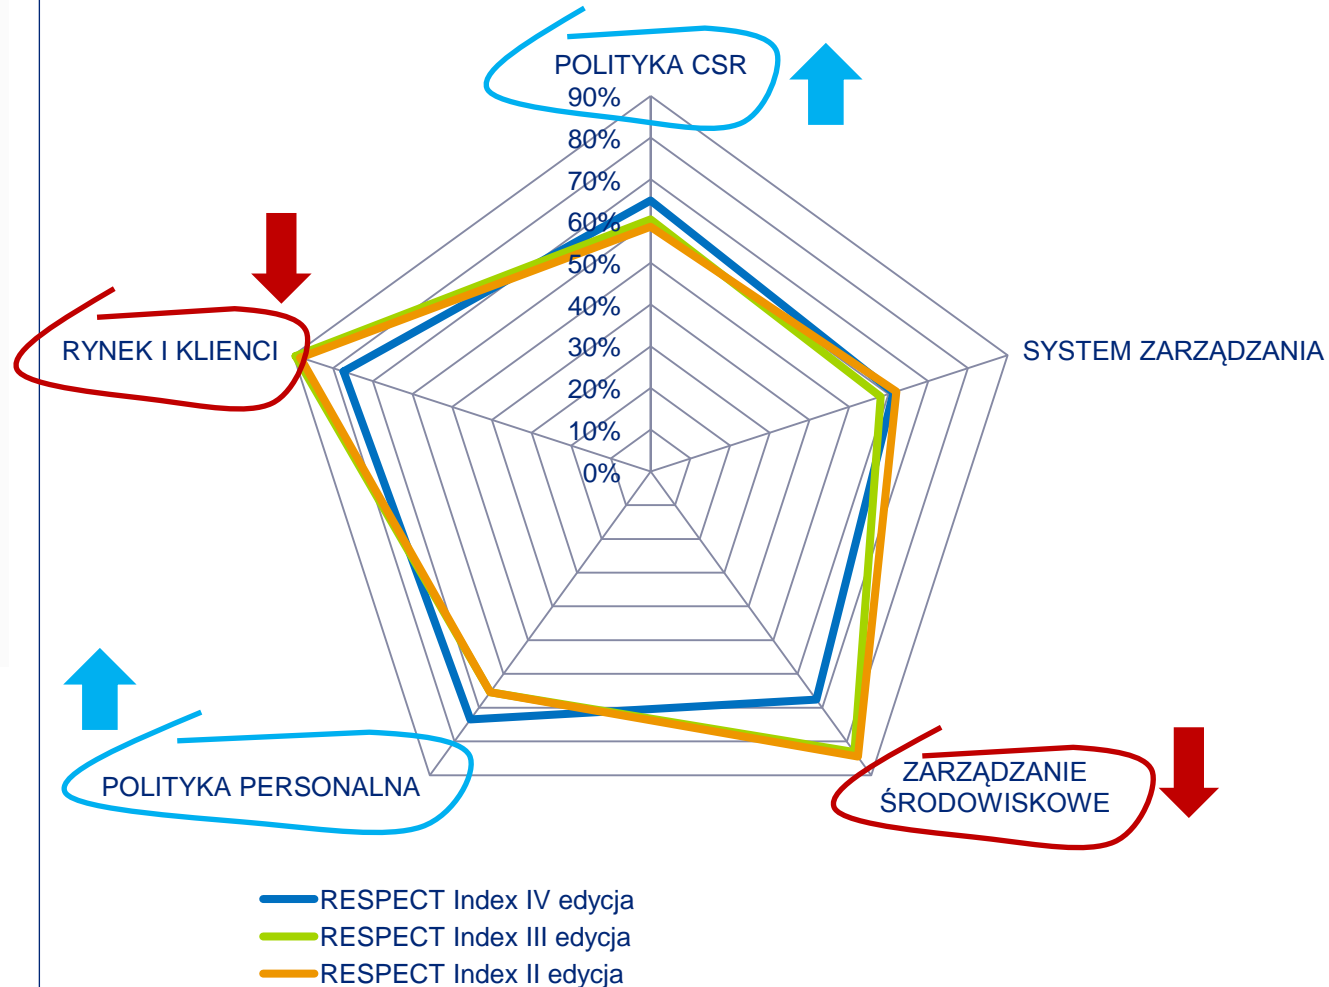 POLITYKA CSR
90%
80%
70%
60%
50%
40%
30%
20%
10%
0%
SYSTEM ZARZĄDZANIA
RYNEK I KLIENCI
POLITYKA PERSONALNA
ZARZĄDZANIE
ŚRODOWISKOWE
RESPECT Index IV edycja
RESPECT Index III edycja
RESPECT Index II edycja